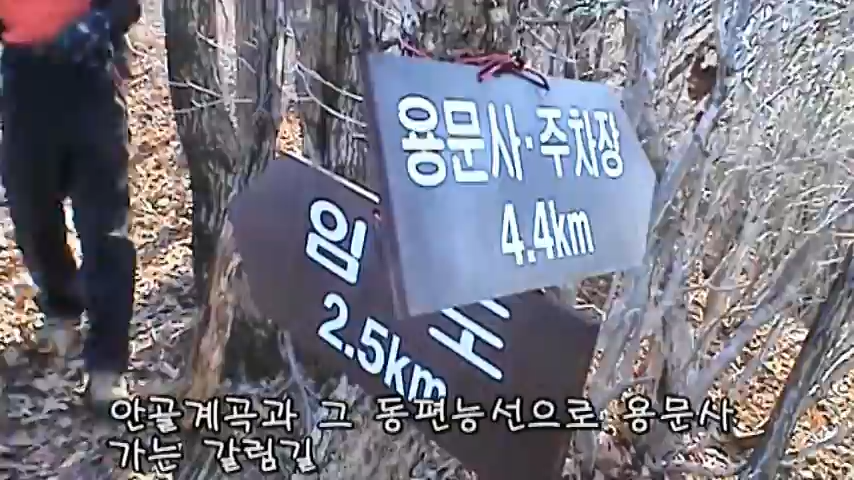 용문사·주차장
4.4km
임
도
2.5km
안골계곡과 그 동편능선으로 용문사
가는 갈림길